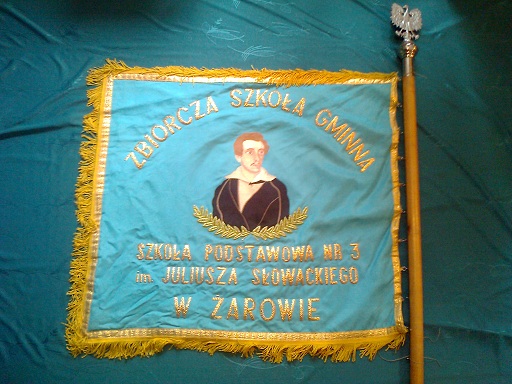 ZBIORCZA SZKOŁA GMINNA
SZKOŁA PODSTAWOWA NR 3
im. JULIUSZA SŁOWACKIEGO
W ŻAROWIE